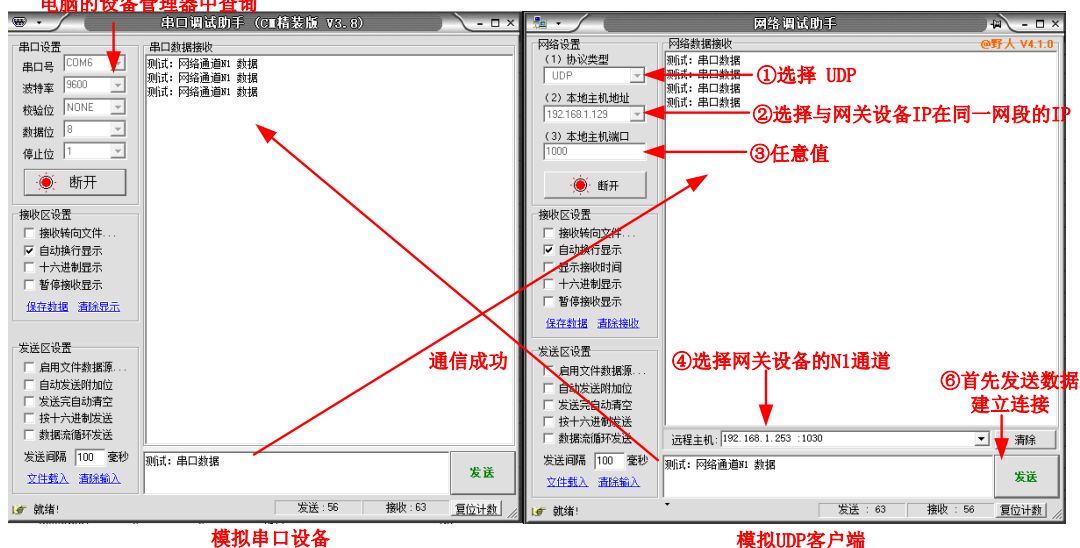 电脑的设备管理器中查询
串口调试助手 (CM精装版 V3.8)
串口设置
串口号 COM6
波特率 9600
校验位 NONE
数据位 8
停止位 1
断开
接收区设置
接收转向文件...
自动换行显示
十六进制显示
暂停接收显示
保存数据 清除显示
发送区设置
启用文件数据源...
自动发送附加位
发送完自动清空
按十六进制发送
数据流循环发送
发送间隔 100 毫秒
文件载入 清除输入
串口数据接收
测试: 网络通道N1 数据
测试: 网络通道N1 数据
测试: 网络通道N1 数据
通信成功
测试: 串口数据
发送
就绪!
发送:56
接收:63
复位计数
模拟串口设备
网络调试助手
网络设置
(1) 协议类型
UDP
(2) 本地主机地址
192.168.1.129
(3) 本地主机端口
1000
断开
接收区设置
接收转向文件...
自动换行显示
显示接收时间
十六进制显示
暂停接收显示
保存数据 清除接收
发送区设置
启用文件数据源...
自动发送附加位
发送完自动清空
按十六进制发送
数据流循环发送
发送间隔 100 毫秒
文件载入 清除输入
网络数据接收
@野人 V4.1.0
测试: 串口数据
测试: 串口数据
测试: 串口数据
测试: 串口数据
①选择 UDP
②选择与网关设备IP在同一网段的IP
③任意值
④选择网关设备的N1通道
⑥首先发送数据
建立连接
远程主机: 192.168.1.253 :1030
清除
测试: 网络通道N1 数据
发送
就绪!
发送 : 63
接收 : 56
复位计数
模拟UDP客户端